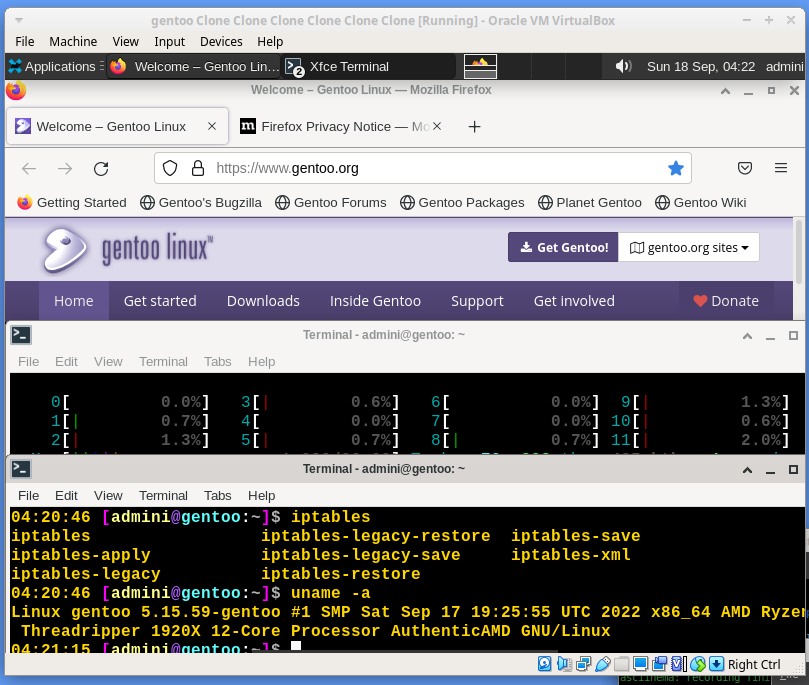 gentoo Clone Clone Clone Clone Clone Clone [Running] - Oracle VM VirtualBox
File Machine View Input Devices Help
Applications Welcome – Gentoo Lin... 2 Xfce Terminal Sun 18 Sep, 04:22 admini
Welcome – Gentoo Linux — Mozilla Firefox
Welcome – Gentoo Linux m Firefox Privacy Notice — Mo
https://www.gentoo.org
Getting Started Gentoo's Bugzilla Gentoo Forums Gentoo Packages Planet Gentoo Gentoo Wiki
gentoo linux™ Get Gentoo! gentoo.org sites
Home Get started Downloads Inside Gentoo Support Get involved Donate
Terminal - admini@gentoo: ~
File Edit View Terminal Tabs Help
0[ 0.0%] 3[| 0.6%] 6[ 0.0%] 9[| 1.3%]
1[| 0.7%] 4[ 0.0%] 7[ 0.0%] 10[| 0.6%]
2[| 1.3%] 5[| 0.7%] 8[| 0.7%] 11[| 2.0%]
Terminal - admini@gentoo: ~
File Edit View Terminal Tabs Help
04:20:46 [admini@gentoo:~]$ iptables
iptables iptables-legacy-restore iptables-save
iptables-apply iptables-legacy-save iptables-xml
iptables-legacy iptables-restore
04:20:46 [admini@gentoo:~]$ uname -a
Linux gentoo 5.15.59-gentoo #1 SMP Sat Sep 17 19:25:55 UTC 2022 x86_64 AMD Ryzen
Threadripper 1920X 12-Core Processor AuthenticAMD GNU/Linux
04:21:15 [admini@gentoo:~]$
Right Ctrl
asciinema: recording fini